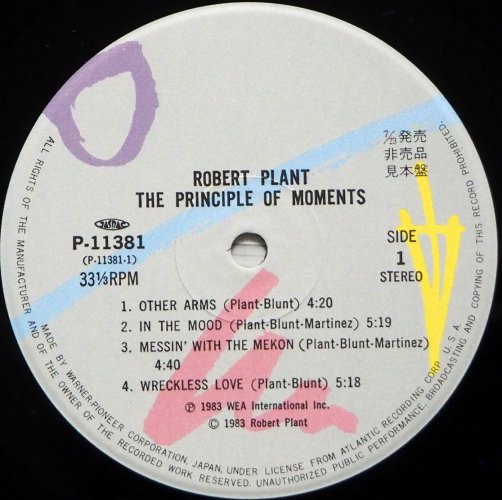 7/23発売
非売品
見本盤
ROBERT PLANT
THE PRINCIPLE OF MOMENTS
JASRAC
P-11381
(P-11381-1)
33⅓RPM
SIDE
1
STEREO
1. OTHER ARMS (Plant-Blunt) 4:20
2. IN THE MOOD (Plant-Blunt-Martinez) 5:19
3. MESSIN' WITH THE MEKON (Plant-Blunt-Martinez)
4:40
4. WRECKLESS LOVE (Plant-Blunt) 5:18
Ⓟ 1983 WEA International Inc.
© 1983 Robert Plant
ALL RIGHTS OF THE MANUFACTURER AND OF THE OWNER OF THE RECORDED WORK RESERVED. UNAUTHORIZED PUBLIC PERFORMANCE, BROADCASTING AND COPYING OF THIS RECORD PROHIBITED.
MADE BY WARNER-PIONEER CORPORATION, JAPAN, UNDER LICENSE FROM ATLANTIC RECORDING CORP. U.S.A.